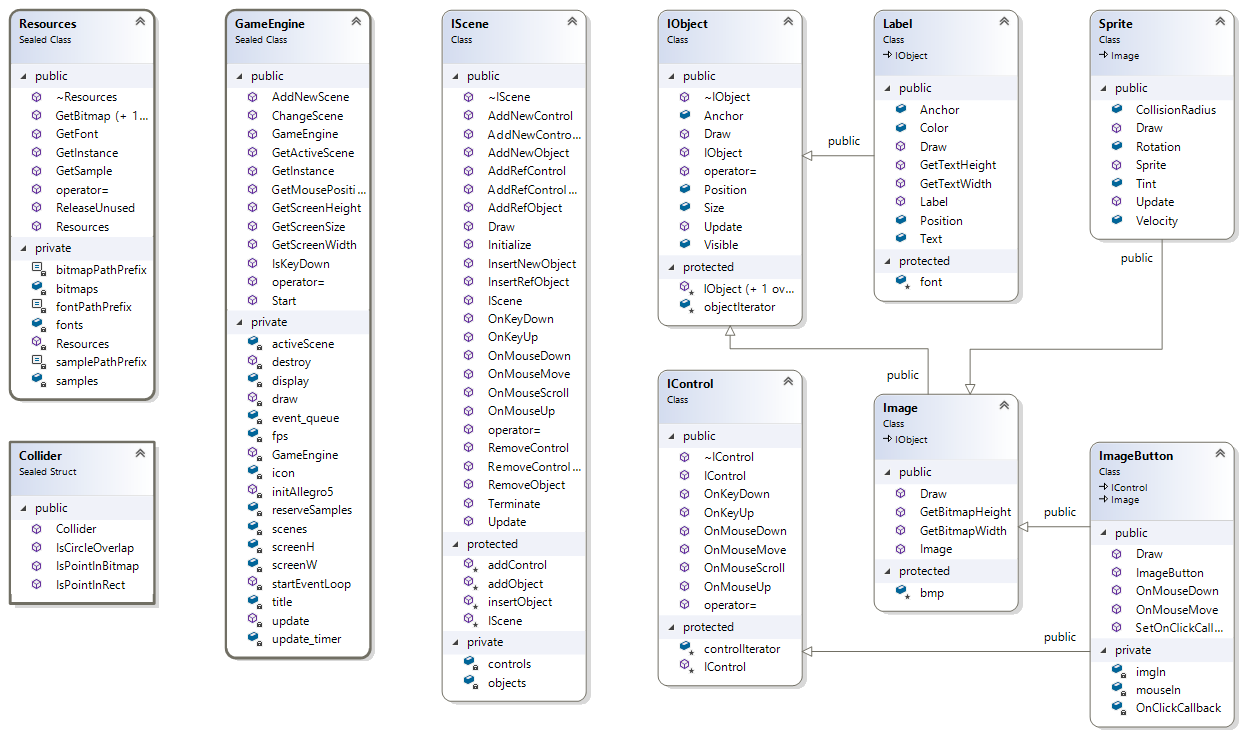 Resources
Sealed Class
public
~Resources
GetBitmap (+ 1...
GetFont
GetInstance
GetSample
operator=
ReleaseUnused
Resources
private
bitmapPathPrefix
bitmaps
fontPathPrefix
fonts
Resources
samplePathPrefix
samples
Collider
Sealed Struct
public
Collider
IsCircleOverlap
IsPointInBitmap
IsPointInRect
GameEngine
Sealed Class
public
AddNewScene
ChangeScene
GameEngine
GetActiveScene
GetInstance
GetMousePositi...
GetScreenHeight
GetScreenSize
GetScreenWidth
IsKeyDown
operator=
Start
private
activeScene
destroy
display
draw
event_queue
fps
GameEngine
icon
initAllegro5
reserveSamples
scenes
screenH
screenW
startEventLoop
title
update
update_timer
IScene
Class
public
~IScene
AddNewControl
AddNewContro...
AddNewObject
AddRefControl
AddRefControl...
AddRefObject
Draw
Initialize
InsertNewObject
InsertRefObject
IScene
OnKeyDown
OnKeyUp
OnMouseDown
OnMouseMove
OnMouseScroll
OnMouseUp
operator=
RemoveControl
RemoveControl...
RemoveObject
Terminate
Update
protected
addControl
addObject
insertObject
IScene
private
controls
objects
IObject
Class
public
~IObject
Anchor
Draw
IObject
operator=
Position
Size
Update
Visible
protected
IObject (+ 1 ov...
objectIterator
IControl
Class
public
~IControl
IControl
OnKeyDown
OnKeyUp
OnMouseDown
OnMouseMove
OnMouseScroll
OnMouseUp
operator=
protected
controlIterator
IControl
public
Label
Class
IObject
public
Anchor
Color
Draw
GetTextHeight
GetTextWidth
Label
Position
Text
protected
font
public
Image
Class
IObject
public
Draw
GetBitmapHeight
GetBitmapWidth
Image
protected
bmp
Sprite
Class
Image
public
CollisionRadius
Draw
Rotation
Sprite
Tint
Update
Velocity
public
public
public
ImageButton
Class
IControl
Image
public
Draw
ImageButton
OnMouseDown
OnMouseMove
SetOnClickCall...
private
imgIn
mouseIn
OnClickCallback